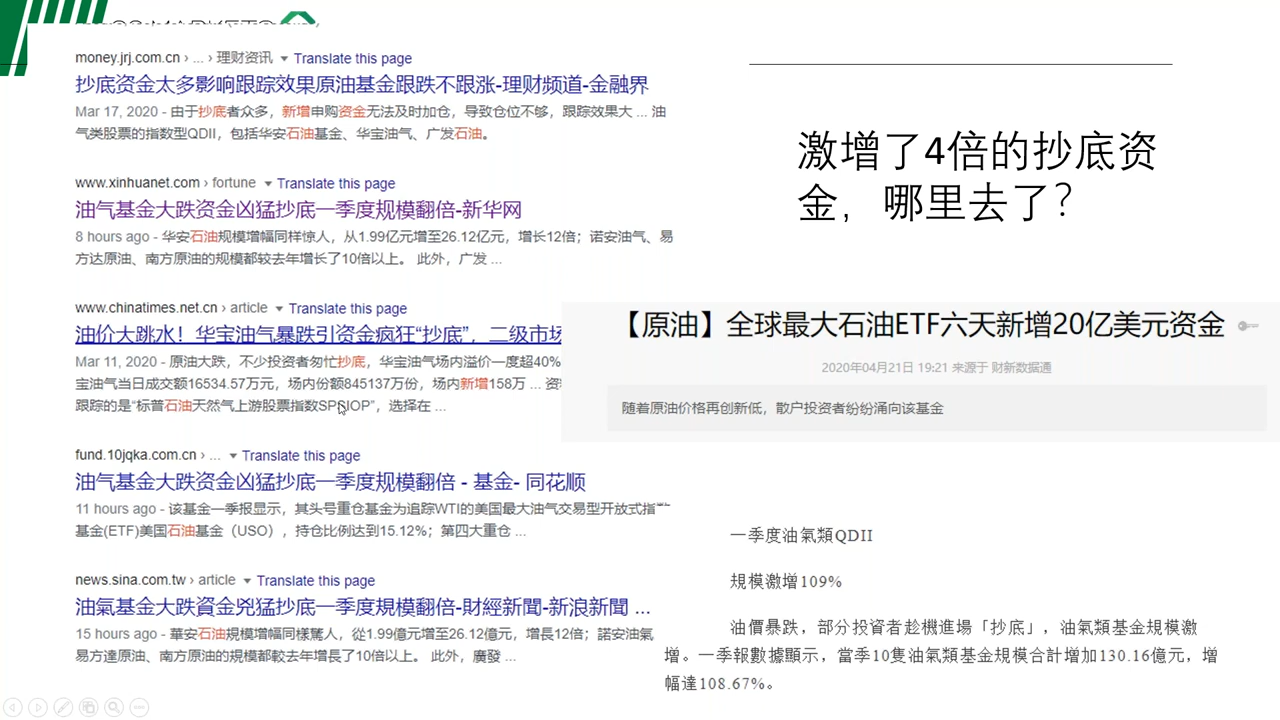 money.jrj.com.cn › ... › 理财资讯 ▾ Translate this page
抄底资金太多影响跟踪效果原油基金跟跌不跟涨-理财频道-金融界
Mar 17, 2020 - 由于抄底者众多，新增申购资金无法及时加仓，导致仓位不够，跟踪效果大 ... 油
气类股票的指数型QDII，包括华安石油基金、华宝油气、广发石油。
www.xinhuanet.com › fortune ▾ Translate this page
油气基金大跌资金凶猛抄底一季度规模翻倍-新华网
8 hours ago - 华安石油规模增幅同样惊人，从1.99亿元增至26.12亿元，增长12倍；诺安油气、易
方达原油、南方原油的规模都较去年增长了10倍以上。 此外，广发 ...
www.chinatimes.net.cn › article ▾ Translate this page
油价大跳水！华宝油气暴跌引资金疯狂“抄底”，二级市场
Mar 11, 2020 - 原油大跌，不少投资者匆忙抄底，华宝油气场内溢价一度超40%
宝油气当日成交额16534.57万元，场内份额845137万份，场内新增158万 ...
跟踪的是“标普石油天然气上游股票指数SPSIOP”，选择在 ...
fund.10jqka.com.cn › ... ▾ Translate this page
油气基金大跌资金凶猛抄底一季度规模翻倍 - 基金- 同花顺
11 hours ago - 该基金一季报显示，其头号重仓基金为追踪WTI的美国最大油气交易型开放式指
基金(ETF)美国石油基金（USO），持仓比例达到15.12%；第四大重仓 ...
news.sina.com.tw › article ▾ Translate this page
油氣基金大跌資金兇猛抄底一季度規模翻倍-財經新聞-新浪新聞 ...
15 hours ago - 華安石油規模增幅同樣驚人，從1.99億元增至26.12億元，增長12倍；諾安油氣、
易方達原油、南方原油的規模都較去年增長了10倍以上。 此外，廣發 ...
激增了4倍的抄底资
金，哪里去了？
【原油】全球最大石油ETF六天新增20亿美元资金
2020年04月21日 19:21 来源于 财新数据通
随着原油价格再创新低，散户投资者纷纷涌向该基金
一季度油氣類QDII
規模激增109%
油價暴跌，部分投資者趁機進場「抄底」，油氣類基金規模激
增。一季報數據顯示，當季10隻油氣類基金規模合計增加130.16億元，增
幅達108.67%。